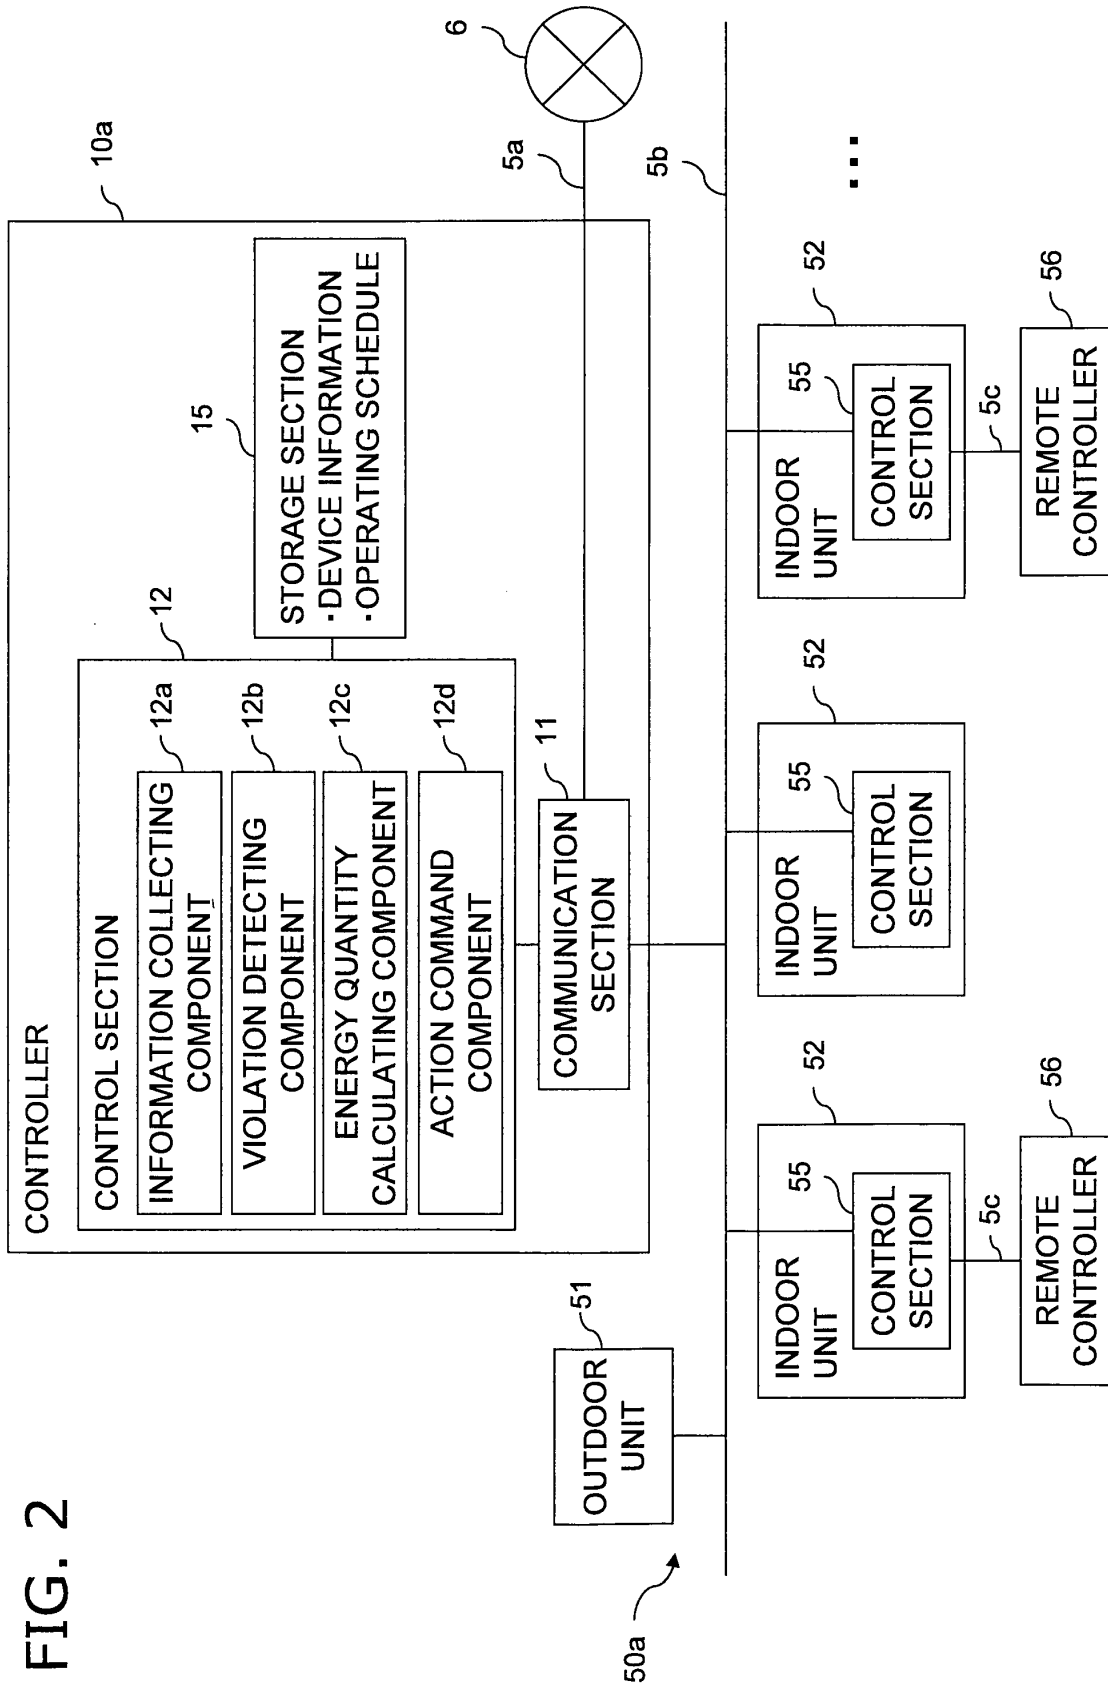 FIG. 2
CONTROLLER
10a
CONTROL SECTION
12
INFORMATION COLLECTING
COMPONENT
12a
VIOLATION DETECTING
COMPONENT
12b
ENERGY QUANTITY
CALCULATING COMPONENT
12c
ACTION COMMAND
COMPONENT
12d
15
STORAGE SECTION
·DEVICE INFORMATION
·OPERATING SCHEDULE
COMMUNICATION
SECTION
11
5a
6
50a
OUTDOOR
UNIT
51
5b
INDOOR
UNIT
52
CONTROL
SECTION
55
5c
REMOTE
CONTROLLER
56
INDOOR
UNIT
52
CONTROL
SECTION
55
INDOOR
UNIT
52
CONTROL
SECTION
55
5c
REMOTE
CONTROLLER
56
...